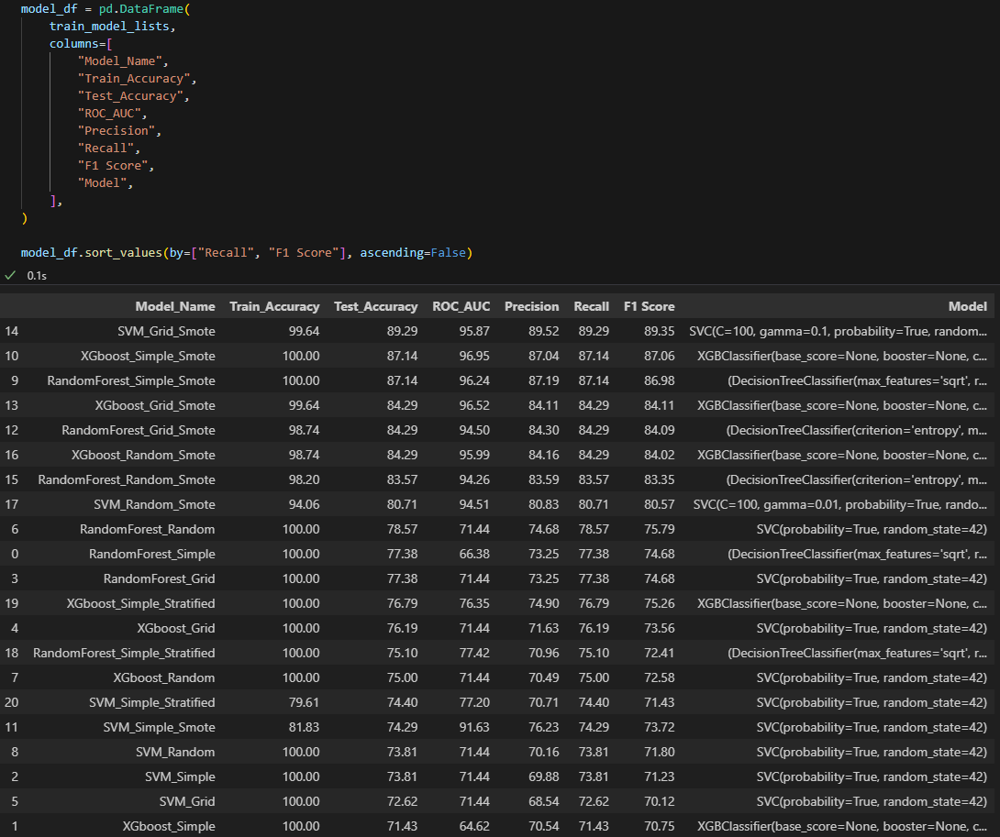 model_df = pd.DataFrame(
train_model_lists,
columns=[
"Model_Name",
"Train_Accuracy",
"Test_Accuracy",
"ROC_AUC",
"Precision",
"Recall",
"F1 Score",
"Model",
],
)
model_df.sort_values(by=["Recall", "F1 Score"], ascending=False)
0.1s
Model_Name Train_Accuracy Test_Accuracy ROC_AUC Precision Recall F1 Score Model
14 SVM_Grid_Smote 99.64 89.29 95.87 89.52 89.29 89.35 SVC(C=100, gamma=0.1, probability=True, random...
10 XGboost_Simple_Smote 100.00 87.14 96.95 87.04 87.14 87.06 XGBClassifier(base_score=None, booster=None, c...
9 RandomForest_Simple_Smote 100.00 87.14 96.24 87.19 87.14 86.98 (DecisionTreeClassifier(max_features='sqrt', r...
13 XGboost_Grid_Smote 99.64 84.29 96.52 84.11 84.29 84.11 XGBClassifier(base_score=None, booster=None, c...
12 RandomForest_Grid_Smote 98.74 84.29 94.50 84.30 84.29 84.09 (DecisionTreeClassifier(criterion='entropy', m...
16 XGboost_Random_Smote 98.74 84.29 95.99 84.16 84.29 84.02 XGBClassifier(base_score=None, booster=None, c...
15 RandomForest_Random_Smote 98.20 83.57 94.26 83.59 83.57 83.35 (DecisionTreeClassifier(criterion='entropy', m...
17 SVM_Random_Smote 94.06 80.71 94.51 80.83 80.71 80.57 SVC(C=100, gamma=0.01, probability=True, rando...
6 RandomForest_Random 100.00 78.57 71.44 74.68 78.57 75.79 SVC(probability=True, random_state=42)
0 RandomForest_Simple 100.00 77.38 66.38 73.25 77.38 74.68 (DecisionTreeClassifier(max_features='sqrt', r...
3 RandomForest_Grid 100.00 77.38 71.44 73.25 77.38 74.68 SVC(probability=True, random_state=42)
19 XGboost_Simple_Stratified 100.00 76.79 76.35 74.90 76.79 75.26 XGBClassifier(base_score=None, booster=None, c...
4 XGboost_Grid 100.00 76.19 71.44 71.63 76.19 73.56 SVC(probability=True, random_state=42)
18 RandomForest_Simple_Stratified 100.00 75.10 77.42 70.96 75.10 72.41 (DecisionTreeClassifier(max_features='sqrt', r...
7 XGboost_Random 100.00 75.00 71.44 70.49 75.00 72.58 SVC(probability=True, random_state=42)
20 SVM_Simple_Stratified 79.61 74.40 77.20 70.71 74.40 71.43 SVC(probability=True, random_state=42)
11 SVM_Simple_Smote 81.83 74.29 91.63 76.23 74.29 73.72 SVC(probability=True, random_state=42)
8 SVM_Random 100.00 73.81 71.44 70.16 73.81 71.80 SVC(probability=True, random_state=42)
2 SVM_Simple 100.00 73.81 71.44 69.88 73.81 71.23 SVC(probability=True, random_state=42)
5 SVM_Grid 100.00 72.62 71.44 68.54 72.62 70.12 SVC(probability=True, random_state=42)
1 XGboost_Simple 100.00 71.43 64.62 70.54 71.43 70.75 XGBClassifier(base_score=None, booster=None, c...